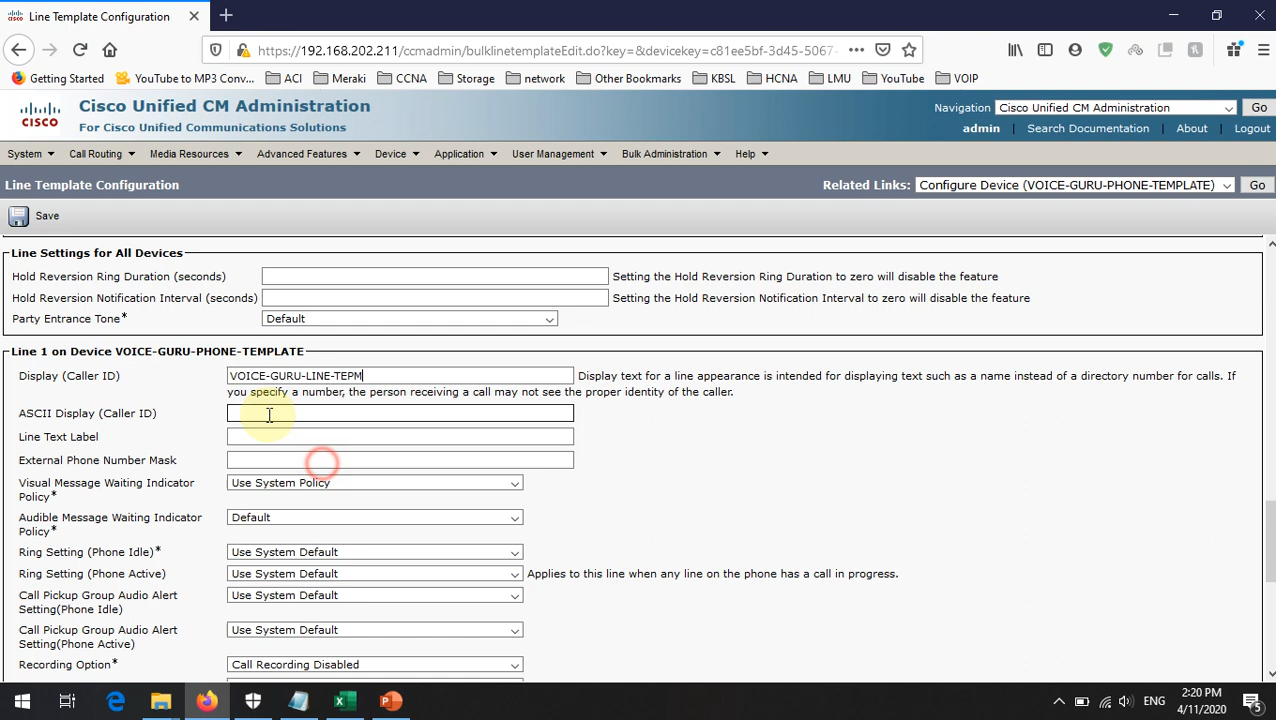 Line Template Configuration
https://192.168.202.211/ccmadmin/bulklinetemplateEdit.do?key=&devicekey=c81ee5bf-3d45-5067-
Getting Started YouTube to MP3 Conv... ACI Meraki CCNA Storage network Other Bookmarks KBSL HCNA LMU YouTube VOIP
CISCO
Cisco Unified CM Administration
For Cisco Unified Communications Solutions
Navigation Cisco Unified CM Administration Go
admin | Search Documentation | About | Logout
System Call Routing Media Resources Advanced Features Device Application User Management Bulk Administration Help
Line Template Configuration
Related Links: Configure Device (VOICE-GURU-PHONE-TEMPLATE) Go
Save
Line Settings for All Devices
Hold Reversion Ring Duration (seconds) Setting the Hold Reversion Ring Duration to zero will disable the feature
Hold Reversion Notification Interval (seconds) Setting the Hold Reversion Notification Interval to zero will disable the feature
Party Entrance Tone* Default
Line 1 on Device VOICE-GURU-PHONE-TEMPLATE
Display (Caller ID) VOICE-GURU-LINE-TEPM Display text for a line appearance is intended for displaying text such as a name instead of a directory number for calls. If
you specify a number, the person receiving a call may not see the proper identity of the caller.
ASCII Display (Caller ID)
Line Text Label
External Phone Number Mask
Visual Message Waiting Indicator
Policy* Use System Policy
Audible Message Waiting Indicator
Policy* Default
Ring Setting (Phone Idle)* Use System Default
Ring Setting (Phone Active) Use System Default Applies to this line when any line on the phone has a call in progress.
Call Pickup Group Audio Alert
Setting(Phone Idle) Use System Default
Call Pickup Group Audio Alert
Setting(Phone Active) Use System Default
Recording Option* Call Recording Disabled
ENG
2:20 PM
4/11/2020
5